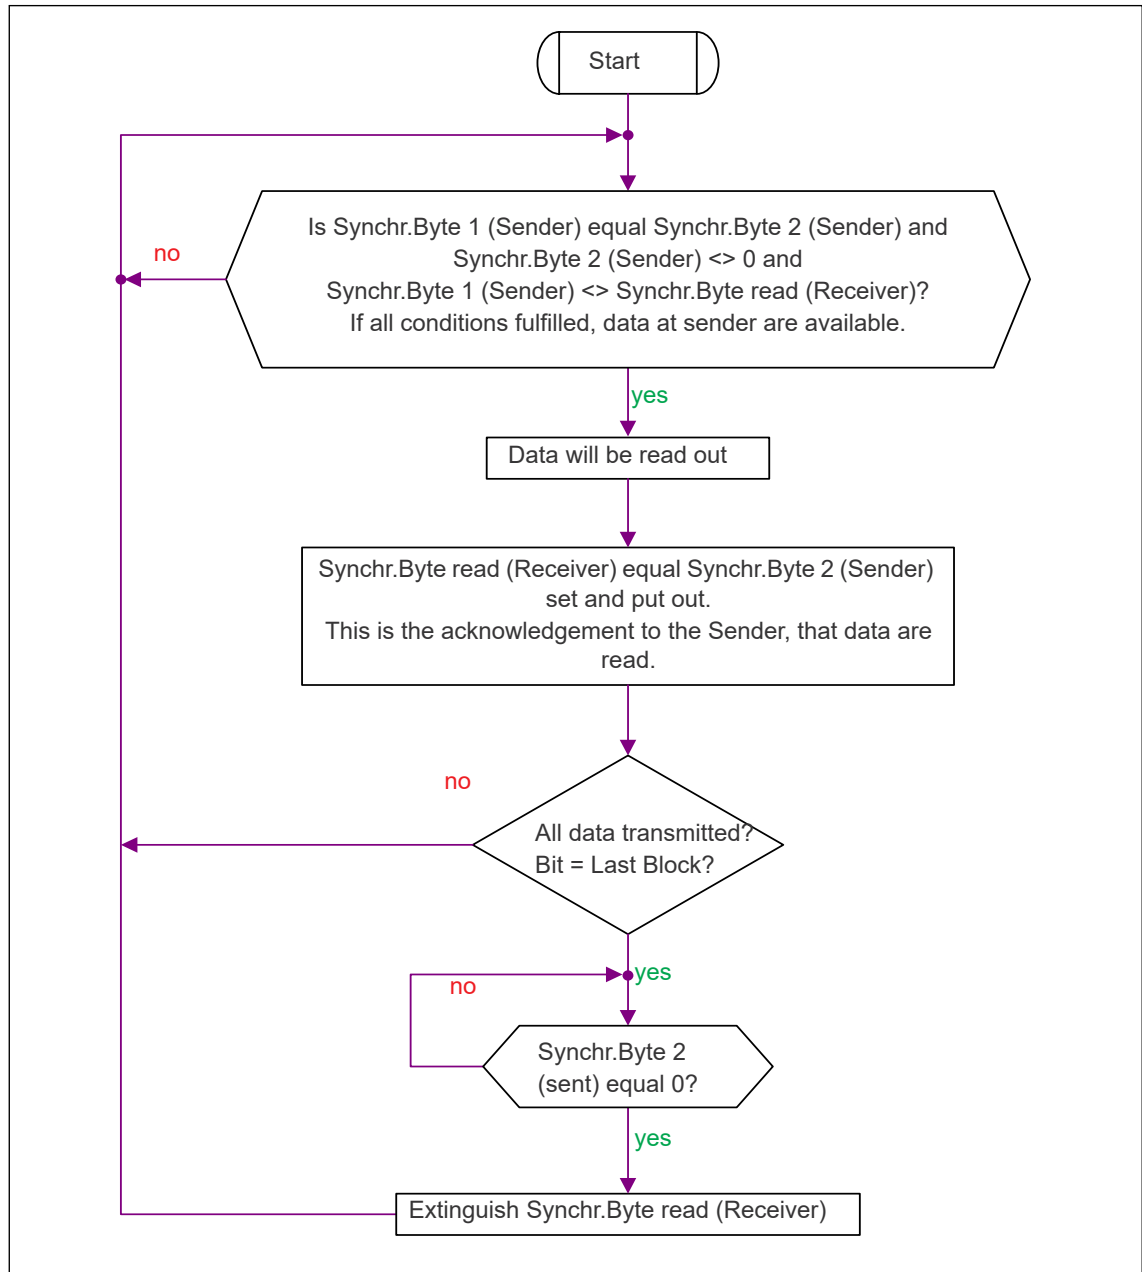 Start
Is Synchr.Byte 1 (Sender) equal Synchr.Byte 2 (Sender) and
Synchr.Byte 2 (Sender) <> 0 and
Synchr.Byte 1 (Sender) <> Synchr.Byte read (Receiver)?
If all conditions fulfilled, data at sender are available.
no
yes
Data will be read out
Synchr.Byte read (Receiver) equal Synchr.Byte 2 (Sender)
set and put out.
This is the acknowledgement to the Sender, that data are
read.
no
All data transmitted?
Bit = Last Block?
yes
no
Synchr.Byte 2
(sent) equal 0?
yes
Extinguish Synchr.Byte read (Receiver)